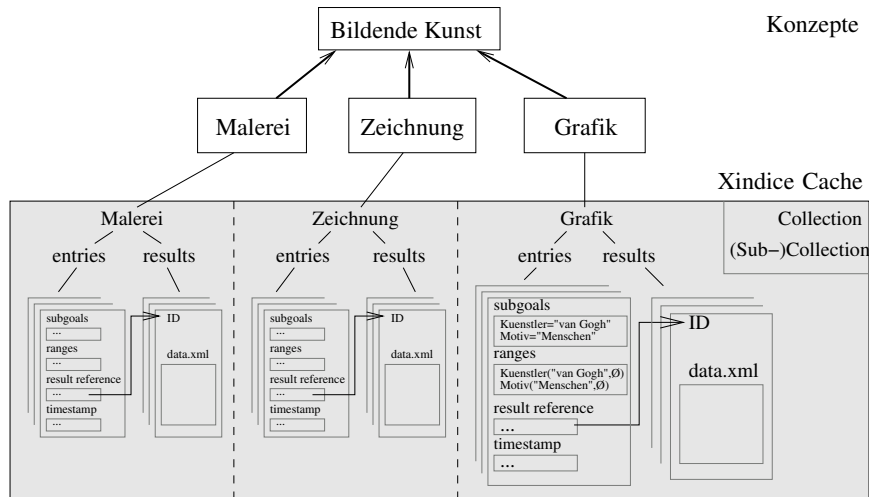 Bildende Kunst
Konzepte
Malerei
Zeichnung
Grafik
Xindice Cache
Collection
(Sub−)Collection
Malerei
entries
results
subgoals
...
ranges
...
result reference
...
timestamp
...
ID
data.xml
Zeichnung
entries
results
subgoals
...
ranges
...
result reference
...
timestamp
...
ID
data.xml
Grafik
entries
results
subgoals
Kuenstler="van Gogh"
Motiv="Menschen"
ranges
Kuenstler("van Gogh",Ø)
Motiv("Menschen",Ø)
result reference
...
timestamp
...
ID
data.xml